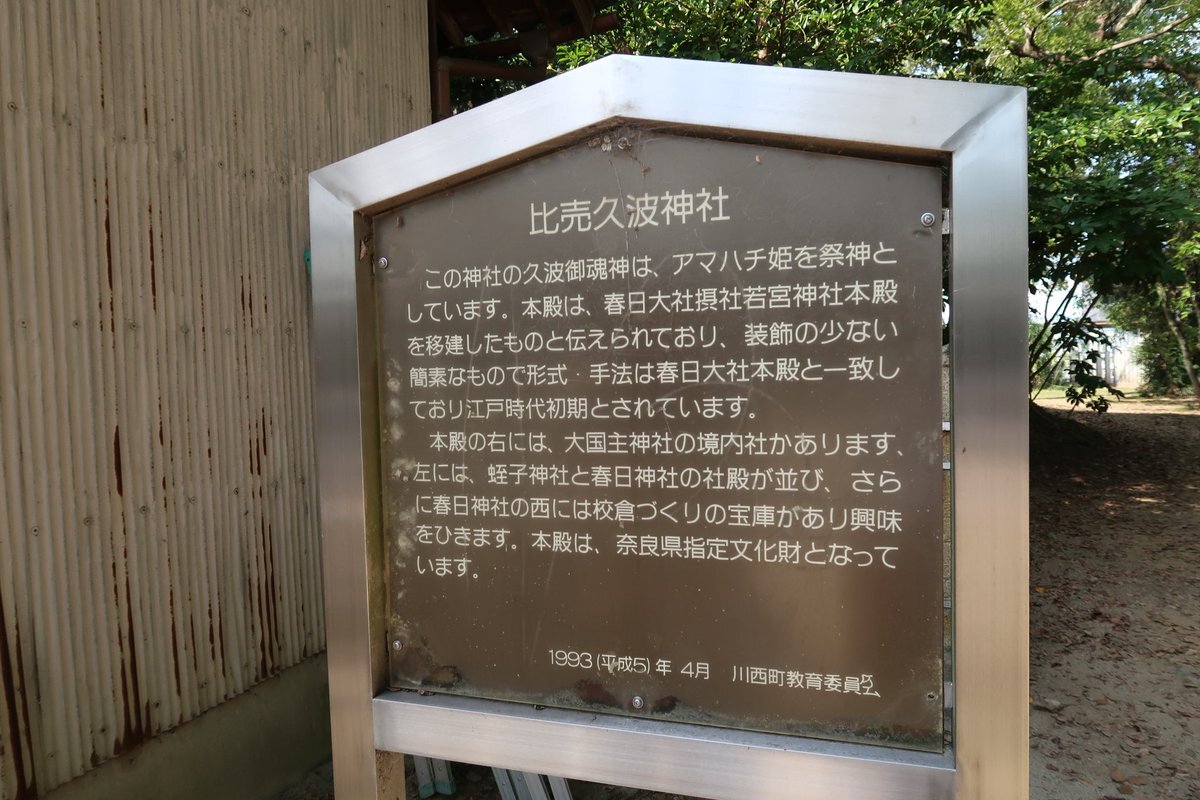 比売久波神社
この神社の久波御魂神は、アマハチ姫を祭神と
しています。本殿は、春日大社摂社若宮神社本殿
を移建したものと伝えられており、装飾の少ない
簡素なもので形式・手法は春日大社本殿と一致し
ており江戸時代初期とされています。
本殿の右には、大国主神社の境内社があります、
左には、蛭子神社と春日神社の社殿が並び、さら
に春日神社の西には校倉づくりの宝庫があり興味
をひきます。本殿は、奈良県指定文化財となって
います。
1993(平成5)年 4月 川西町教育委員会